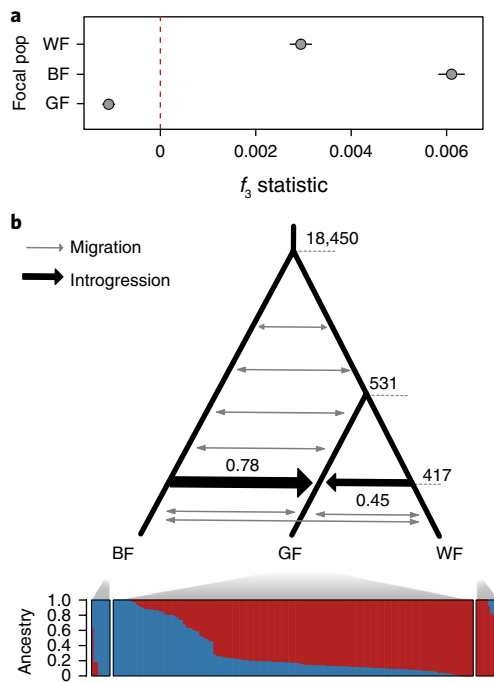 a
Focal pop
WF
BF
GF
0
0.002
0.004
0.006
f3 statistic
b
Migration
Introgression
18,450
531
0.78
417
0.45
BF
GF
WF
Ancestry
1.0
0.8
0.6
0.4
0.2
0